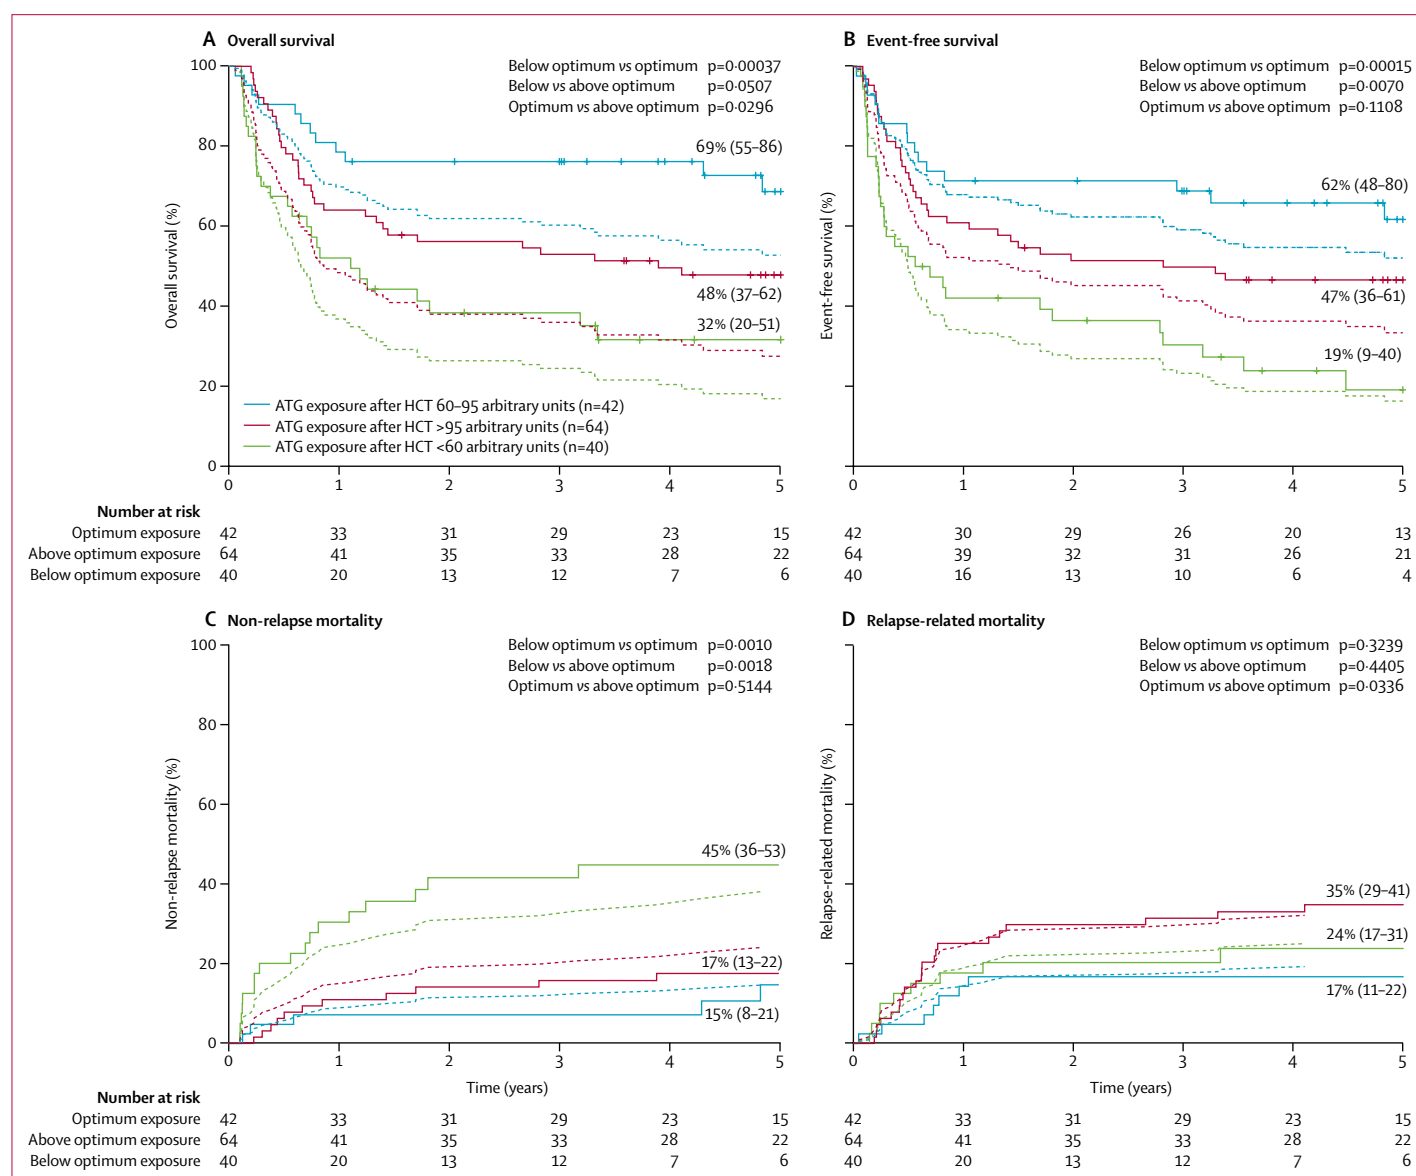 A Overall survival
Below optimum vs optimum p=0·00037
Below vs above optimum p=0·0507
Optimum vs above optimum p=0·0296
Overall survival (%)
100
80
60
40
20
0
69% (55–86)
48% (37–62)
32% (20–51)
ATG exposure after HCT 60–95 arbitrary units (n=42)
ATG exposure after HCT >95 arbitrary units (n=64)
ATG exposure after HCT <60 arbitrary units (n=40)
0 1 2 3 4 5
B Event-free survival
Below optimum vs optimum p=0·00015
Below vs above optimum p=0·0070
Optimum vs above optimum p=0·1108
Event-free survival (%)
62% (48–80)
47% (36–61)
19% (9–40)
0 1 2 3 4 5
Number at risk
Optimum exposure 42 33 31 29 23 15 42 30 29 26 20 13
Above optimum exposure 64 41 35 33 28 22 64 39 32 31 26 21
Below optimum exposure 40 20 13 12 7 6 40 16 13 10 6 4
C Non-relapse mortality
Below optimum vs optimum p=0·0010
Below vs above optimum p=0·0018
Optimum vs above optimum p=0·5144
Non-relapse mortality (%)
100
80
60
40
20
0
45% (36–53)
17% (13–22)
15% (8–21)
0 1 2 3 4 5
Time (years)
D Relapse-related mortality
Below optimum vs optimum p=0·3239
Below vs above optimum p=0·4405
Optimum vs above optimum p=0·0336
Relapse-related mortality (%)
35% (29–41)
24% (17–31)
17% (11–22)
0 1 2 3 4 5
Time (years)
Number at risk
Optimum exposure 42 33 31 29 23 15 42 33 31 29 23 15
Above optimum exposure 64 41 35 33 28 22 64 41 35 33 28 22
Below optimum exposure 40 20 13 12 7 6 40 20 13 12 7 6